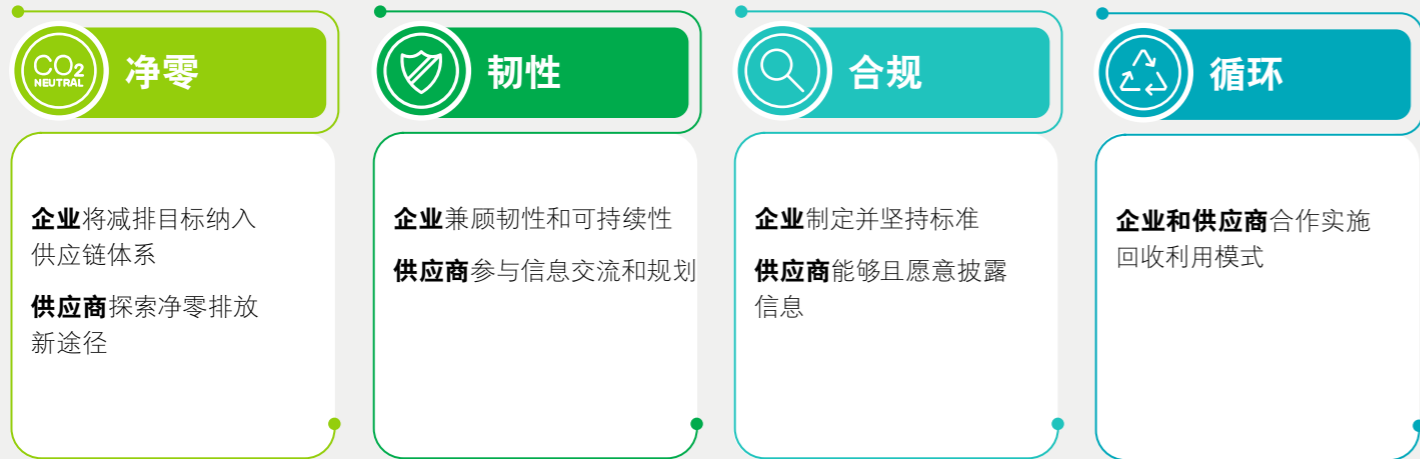 CO2
NEUTRAL
净零
企业将减排目标纳入
供应链体系
供应商探索净零排放
新途径
韧性
企业兼顾韧性和可持续性
供应商参与信息交流和规划
合规
企业制定并坚持标准
供应商能够且愿意披露
信息
循环
企业和供应商合作实施
回收利用模式